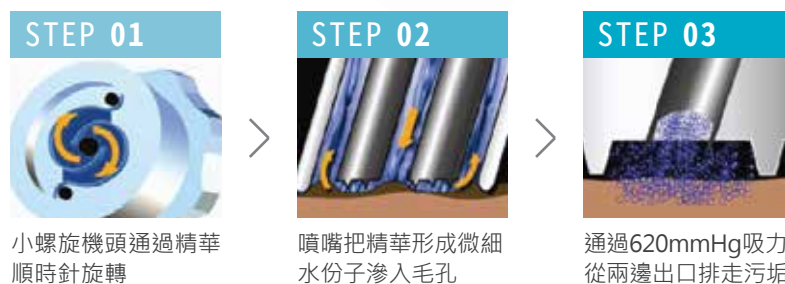 STEP 01
STEP 02
STEP 03
小螺旋機頭通過精華
順時針旋轉
噴嘴把精華形成微細
水份子滲入毛孔
通過620mmHg吸力
從兩邊出口排走污垢